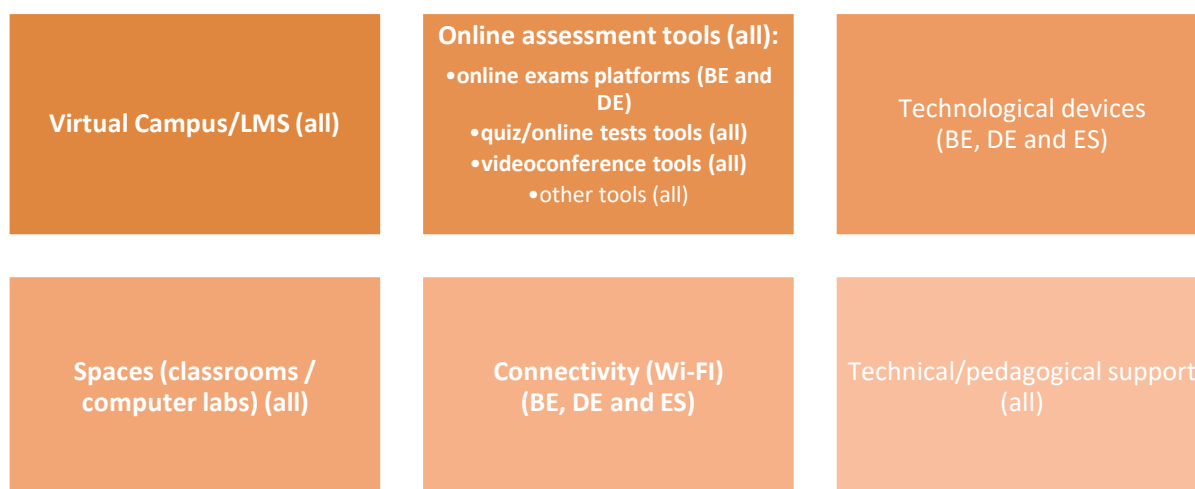 Virtual Campus/LMS (all)
Online assessment tools (all):
•online exams platforms (BE and
DE)
•quiz/online tests tools (all)
•videoconference tools (all)
•other tools (all)
Technological devices
(BE, DE and ES)
Spaces (classrooms /
computer labs) (all)
Connectivity (Wi-FI)
(BE, DE and ES)
Technical/pedagogical support
(all)